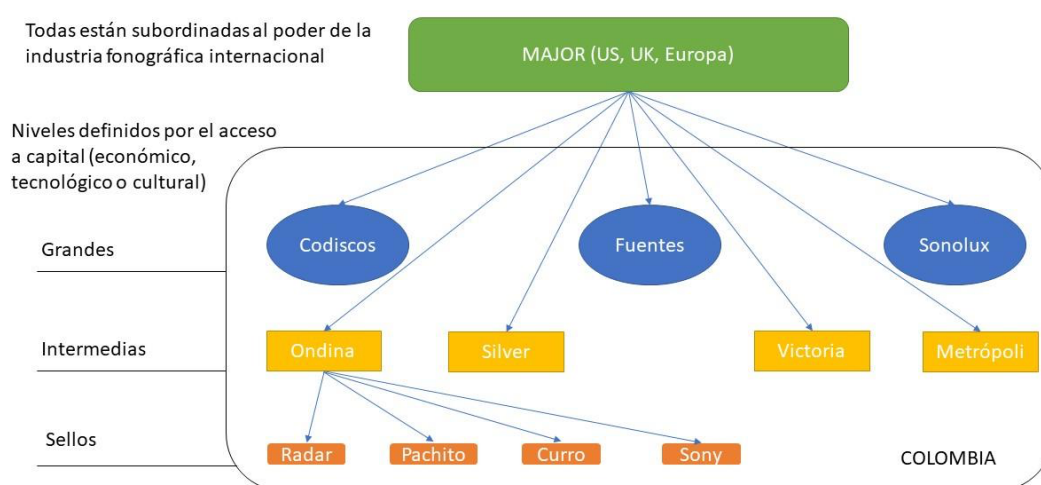 Todas están subordinadas al poder de la
industria fonográfica internacional
MAJOR (US, UK, Europa)
Niveles definidos por el acceso
a capital (económico,
tecnológico o cultural)
Grandes
Codiscos
Fuentes
Sonolux
Intermedias
Ondina
Silver
Victoria
Metrópoli
Sellos
Radar
Pachito
Curro
Sony
COLOMBIA